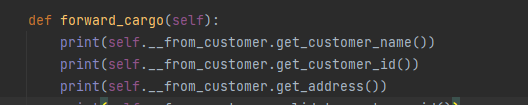 def forward_cargo(self):
    print(self.__from_customer.get_customer_name())
    print(self.__from_customer.get_customer_id())
    print(self.__from_customer.get_address())